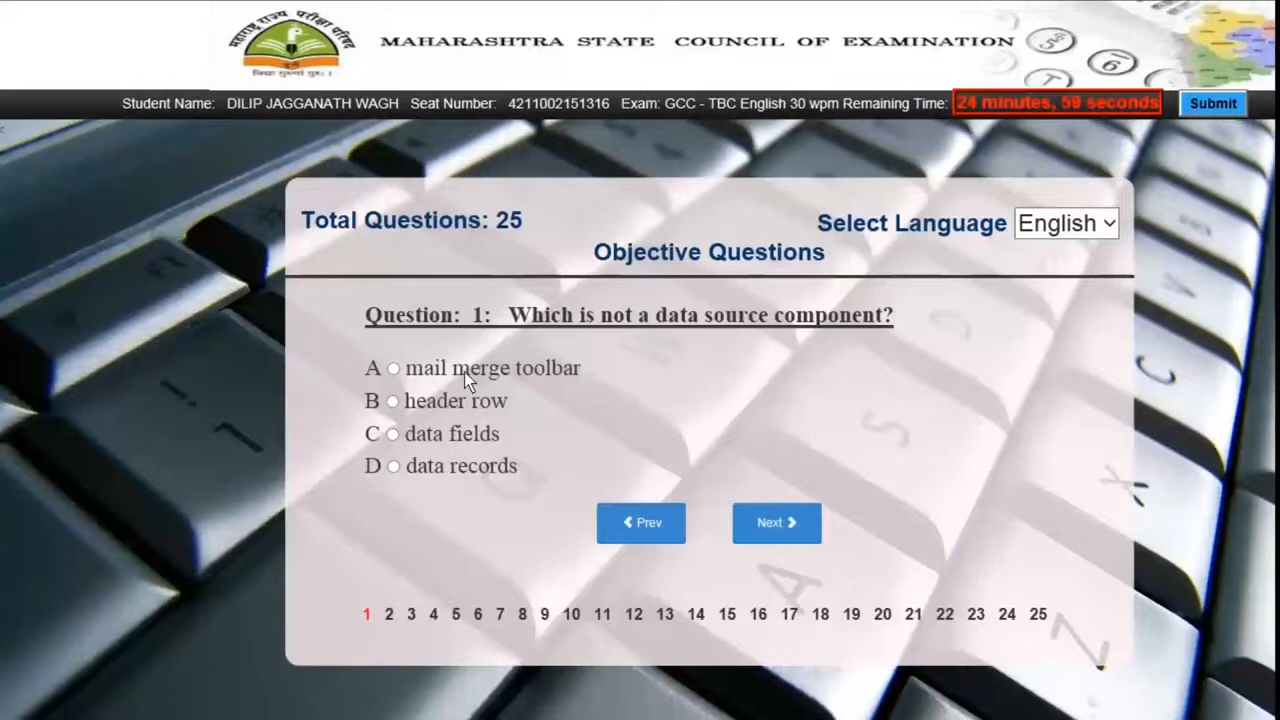 महाराष्ट्र राज्य परीक्षा परिषद
MAHARASHTRA STATE COUNCIL OF EXAMINATION
Student Name: DILIP JAGGANATH WAGH Seat Number: 4211002151316 Exam: GCC - TBC English 30 wpm Remaining Time: 24 minutes, 59 seconds Submit
Total Questions: 25
Select Language English
Objective Questions
Question: 1: Which is not a data source component?
A mail merge toolbar
B header row
C data fields
D data records
Prev Next
1 2 3 4 5 6 7 8 9 10 11 12 13 14 15 16 17 18 19 20 21 22 23 24 25